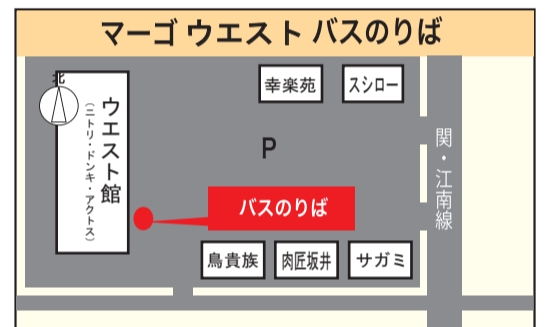 マーゴ ウエスト バスのりば
北
幸楽苑
スシロー
ウエスト館
(ニトリ・ドンキ・アクトス)
P
関・江南線
バスのりば
鳥貴族
肉匠坂井
サガミ